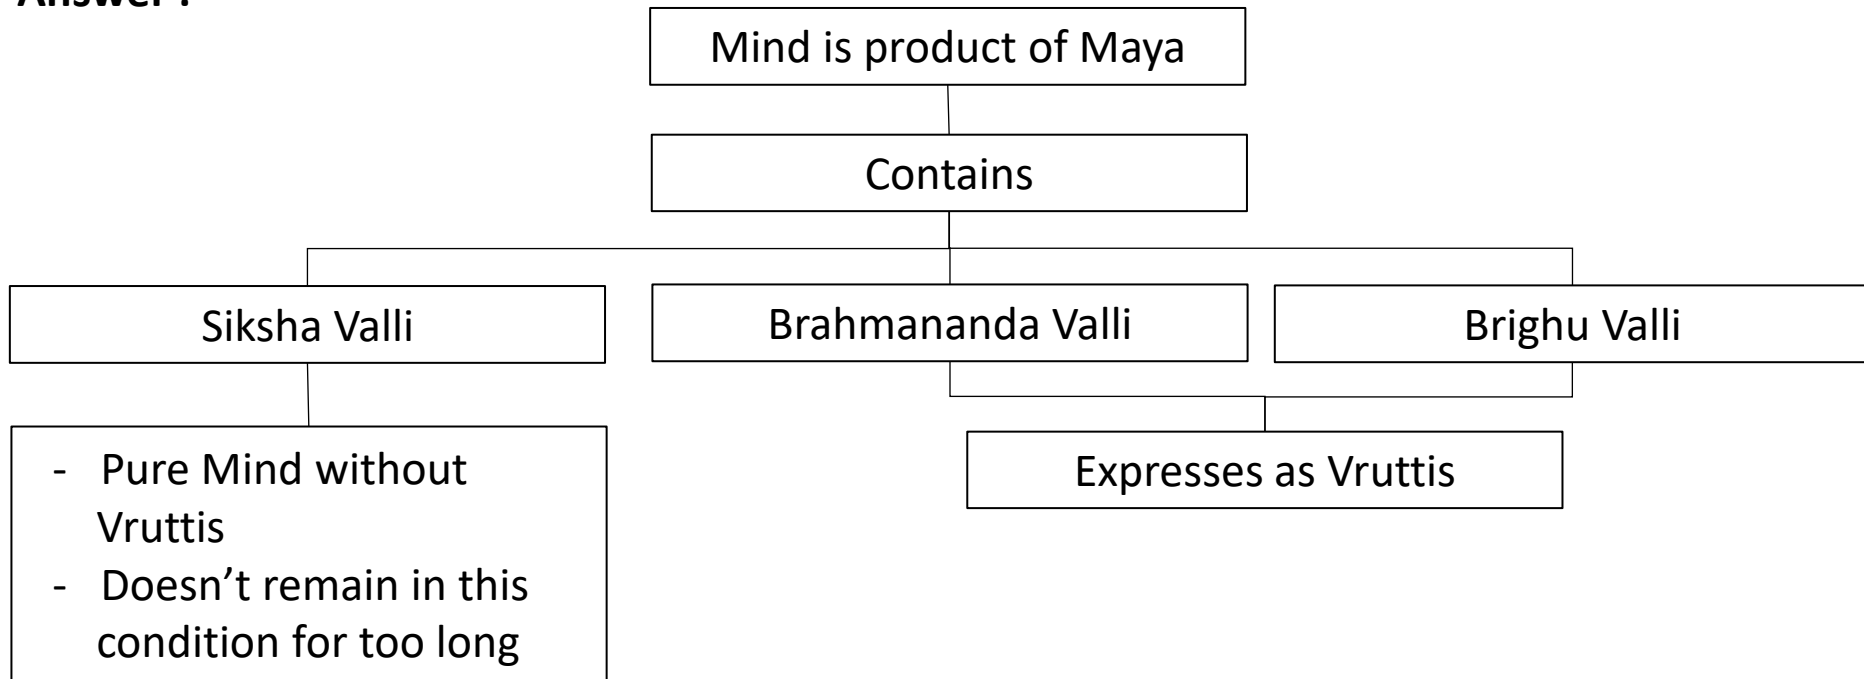 Answer :
Mind is product of Maya
Contains
Siksha Valli
Brahmananda Valli
Brighu Valli
- Pure Mind without
Vruttis
- Doesn’t remain in this
condition for too long
Expresses as Vruttis